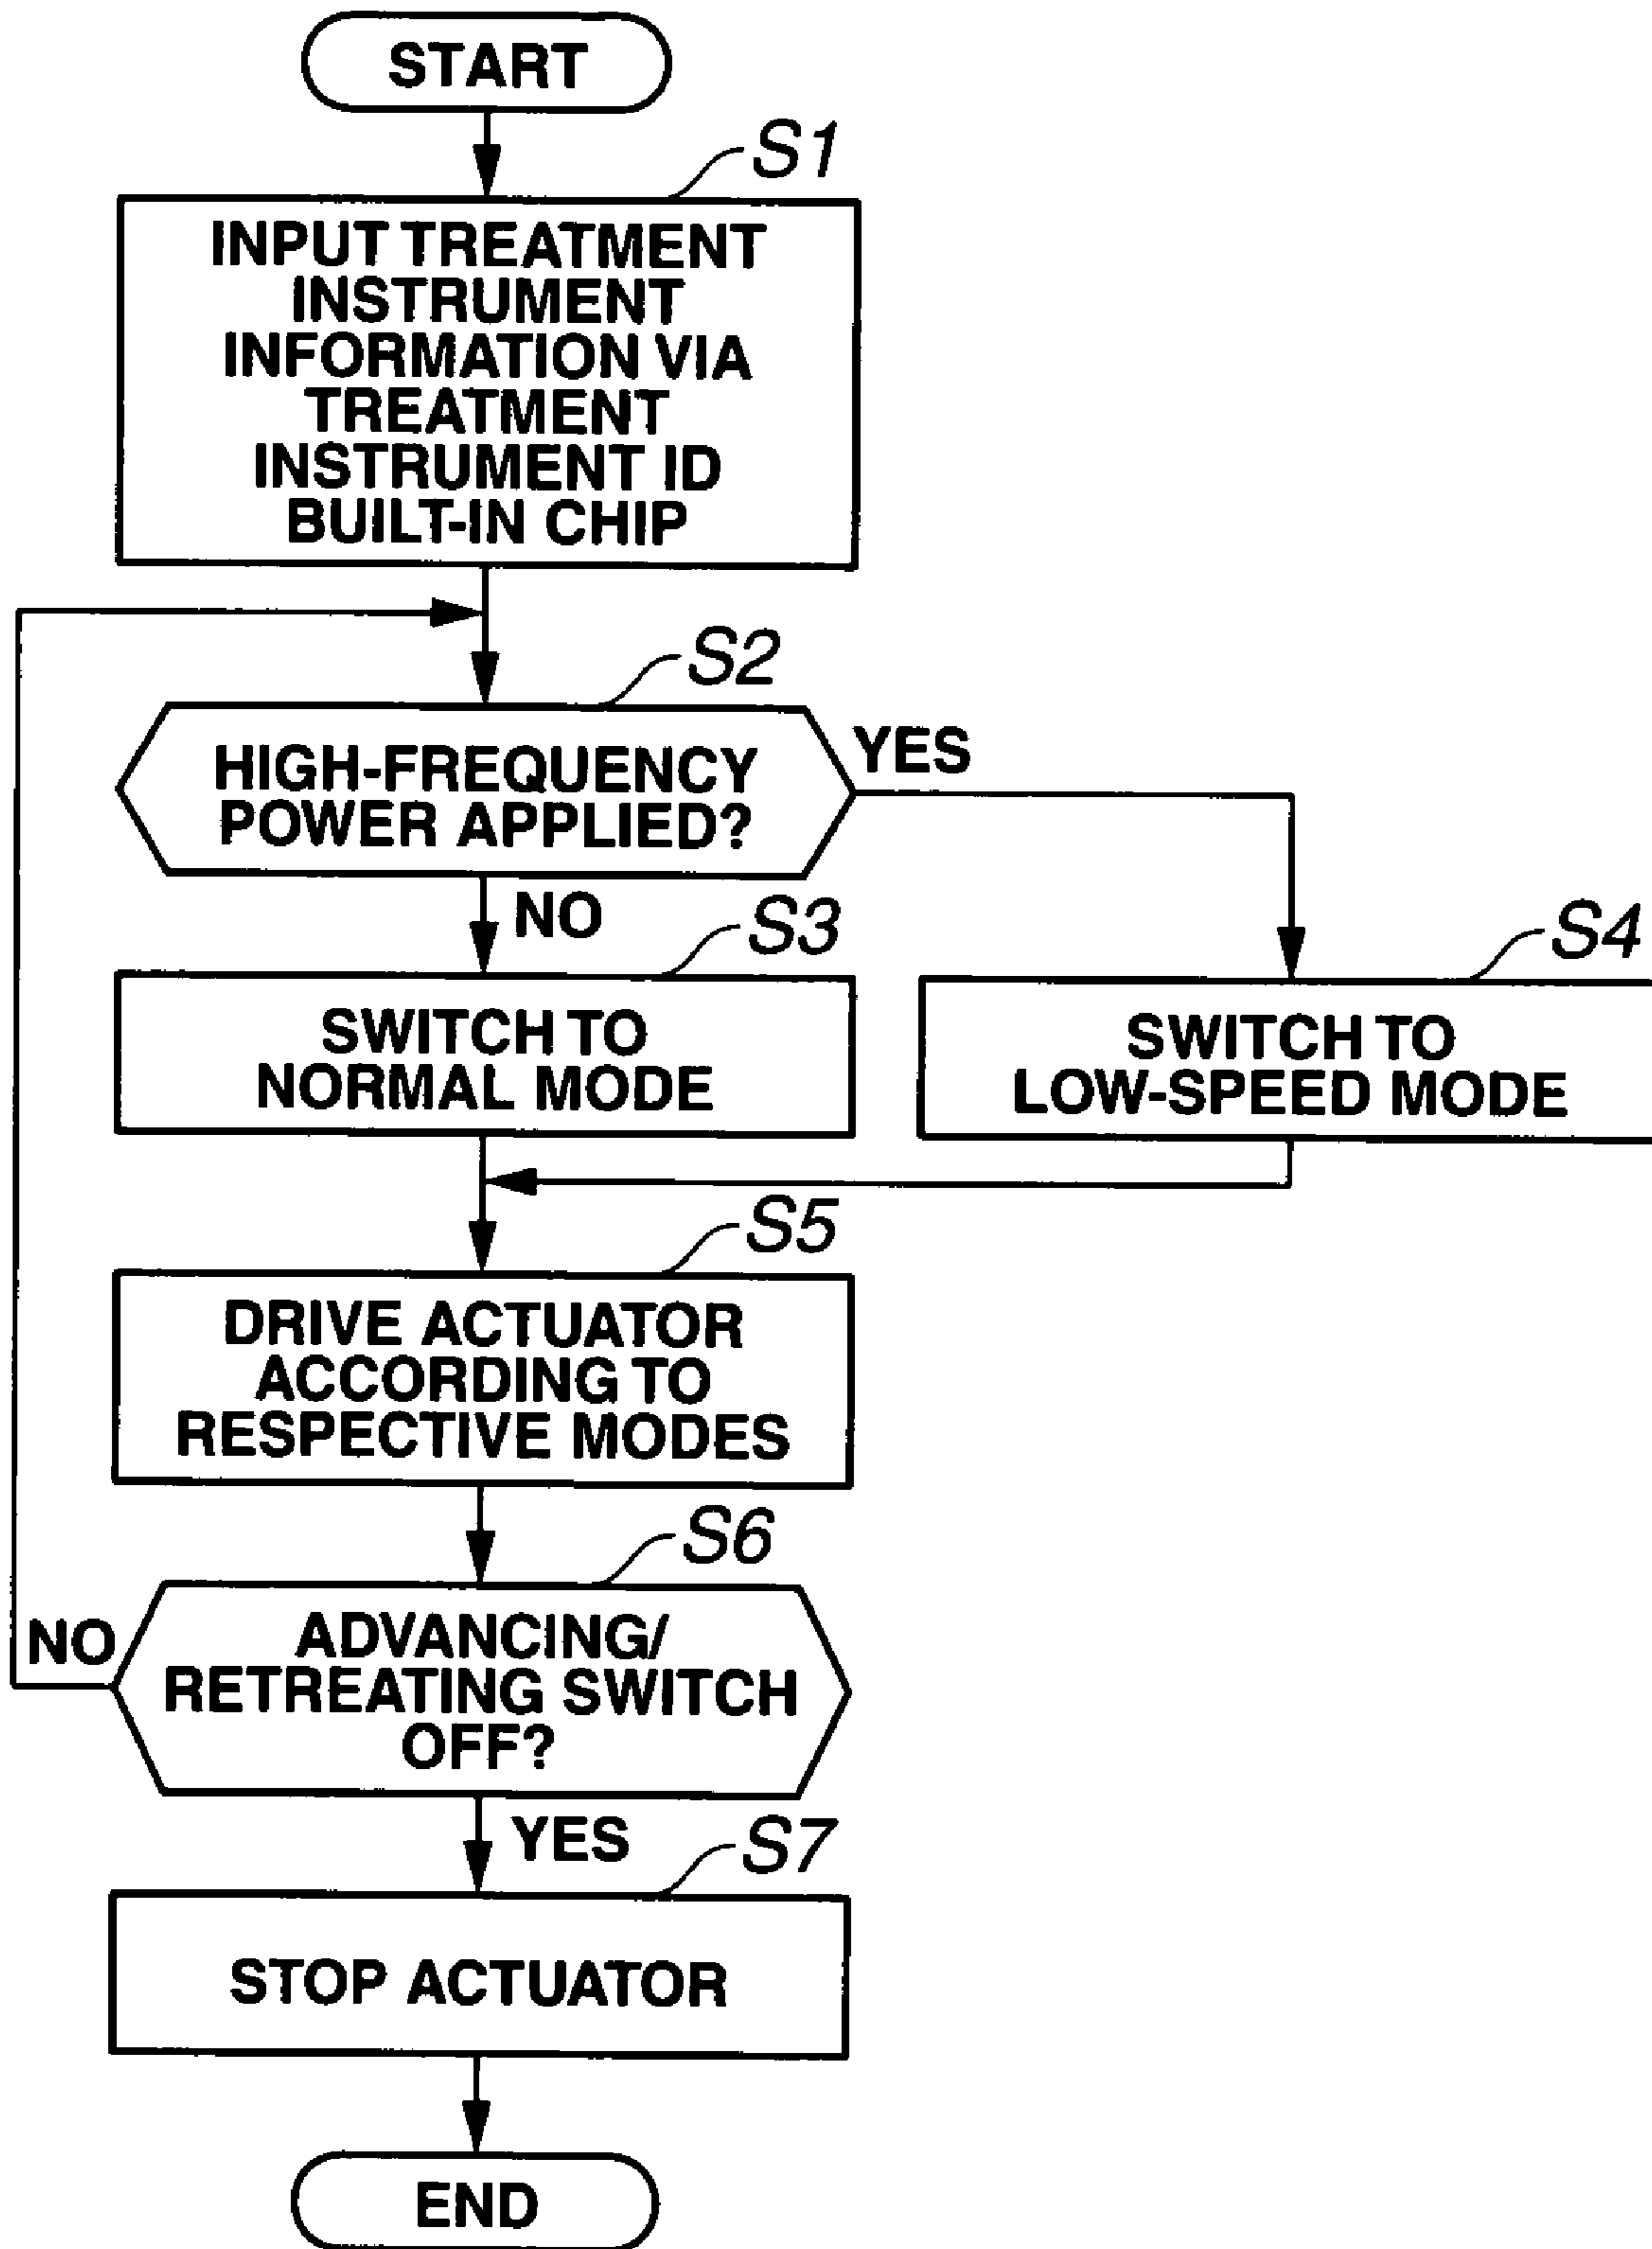 START
S1
INPUT TREATMENT
INSTRUMENT
INFORMATION VIA
TREATMENT
INSTRUMENT ID
BUILT-IN CHIP
S2
HIGH-FREQUENCY
POWER APPLIED?
YES
NO
S3
SWITCH TO
NORMAL MODE
S4
SWITCH TO
LOW-SPEED MODE
S5
DRIVE ACTUATOR
ACCORDING TO
RESPECTIVE MODES
S6
ADVANCING/
RETREATING SWITCH
OFF?
NO
YES
S7
STOP ACTUATOR
END